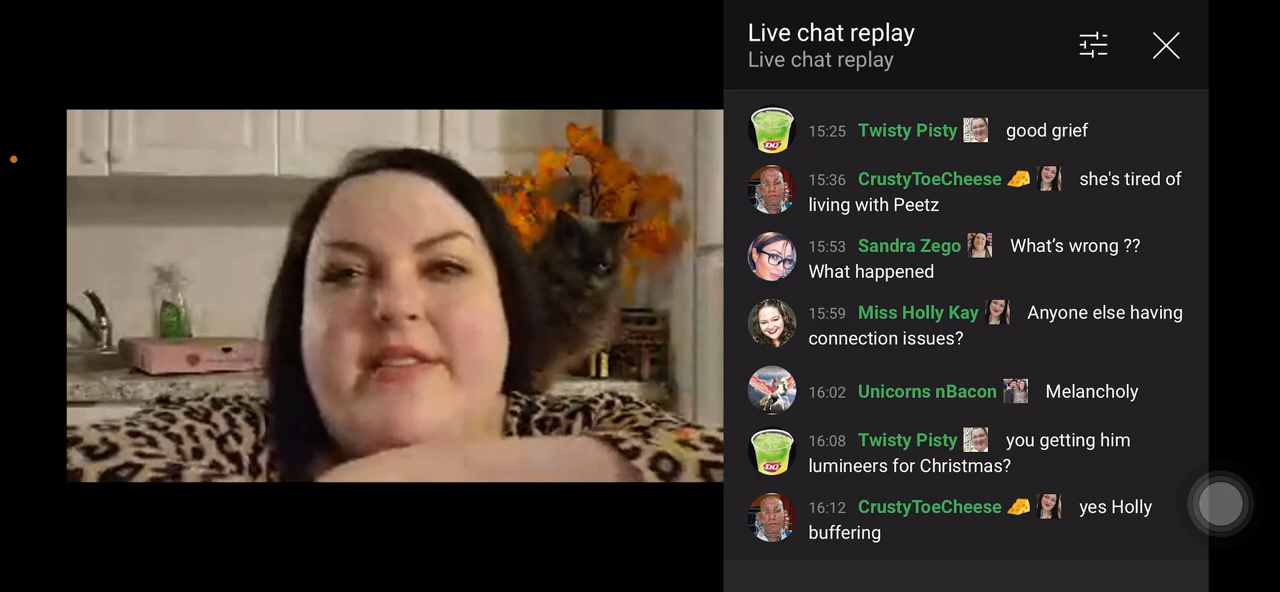 Live chat replay
Live chat replay
15:25 Twisty Pisty good grief
15:36 CrustyToeCheese 🧀 she's tired of
living with Peetz
15:53 Sandra Zego What's wrong ??
What happened
15:59 Miss Holly Kay Anyone else having
connection issues?
16:02 Unicorns nBacon Melancholy
16:08 Twisty Pisty you getting him
lumineers for Christmas?
16:12 CrustyToeCheese 🧀 yes Holly
buffering
DQ
DQ